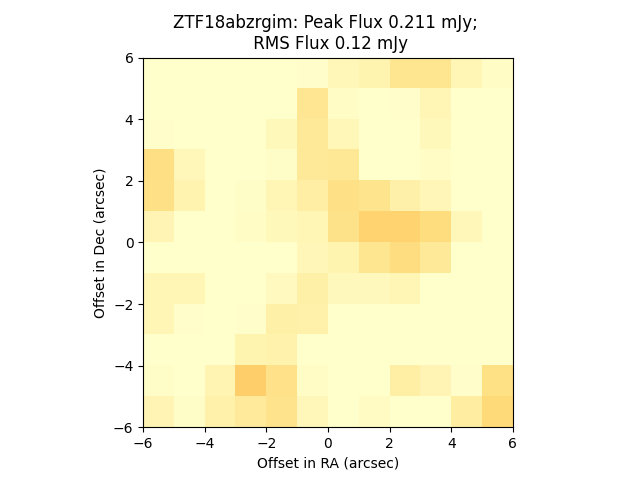 ZTF18abzrgim: Peak Flux 0.211 mJy;
RMS Flux 0.12 mJy
6
4
2
0
−2
−4
−6
Offset in Dec (arcsec)
−6 −4 −2 0 2 4 6
Offset in RA (arcsec)